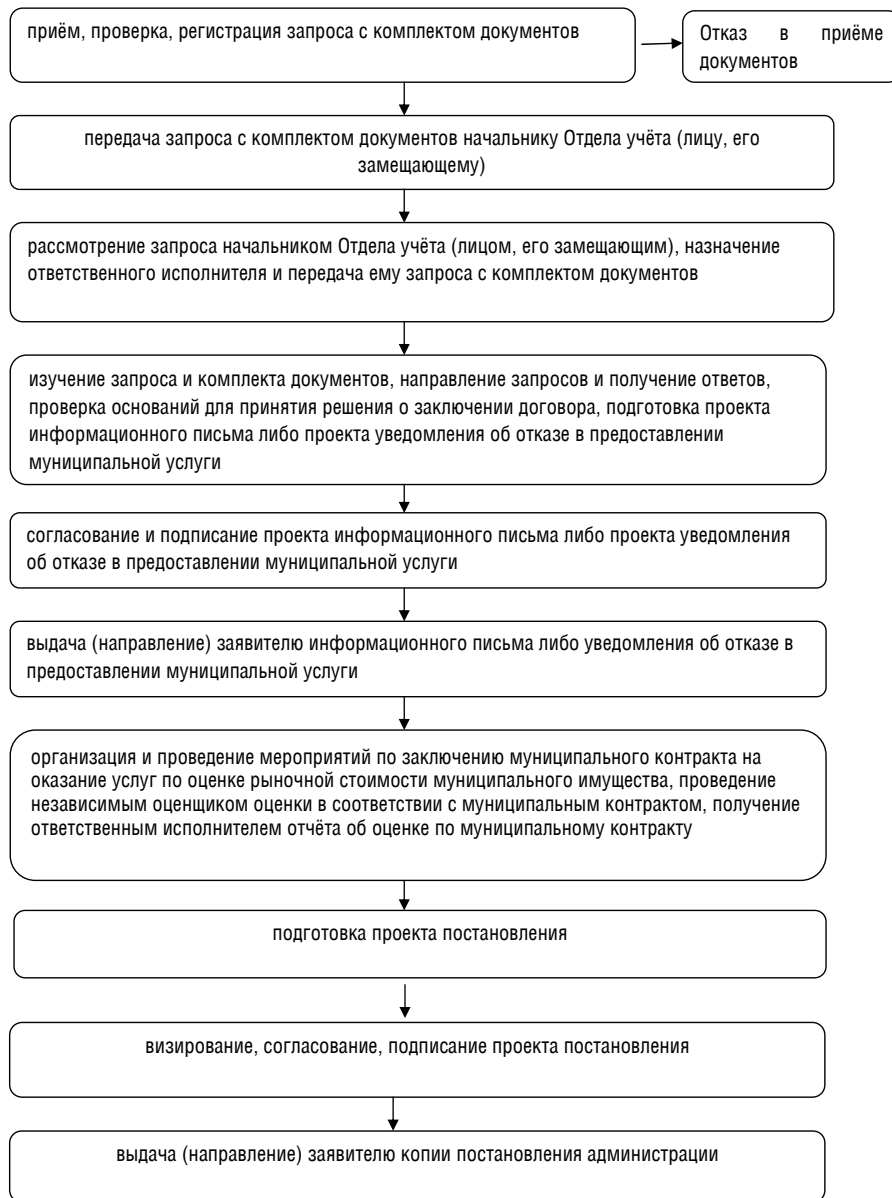 приём, проверка, регистрация запроса с комплектом документов
Отказ в приёме
документов
передача запроса с комплектом документов начальнику Отдела учёта (лицу, его
замещающему)
рассмотрение запроса начальником Отдела учёта (лицом, его замещающим), назначение
ответственного исполнителя и передача ему запроса с комплектом документов
изучение запроса и комплекта документов, направление запросов и получение ответов,
проверка оснований для принятия решения о заключении договора, подготовка проекта
информационного письма либо проекта уведомления об отказе в предоставлении
муниципальной услуги
согласование и подписание проекта информационного письма либо проекта уведомления
об отказе в предоставлении муниципальной услуги
выдача (направление) заявителю информационного письма либо уведомления об отказе в
предоставлении муниципальной услуги
организация и проведение мероприятий по заключению муниципального контракта на
оказание услуг по оценке рыночной стоимости муниципального имущества, проведение
независимым оценщиком оценки в соответствии с муниципальным контрактом, получение
ответственным исполнителем отчёта об оценке по муниципальному контракту
подготовка проекта постановления
визирование, согласование, подписание проекта постановления
выдача (направление) заявителю копии постановления администрации